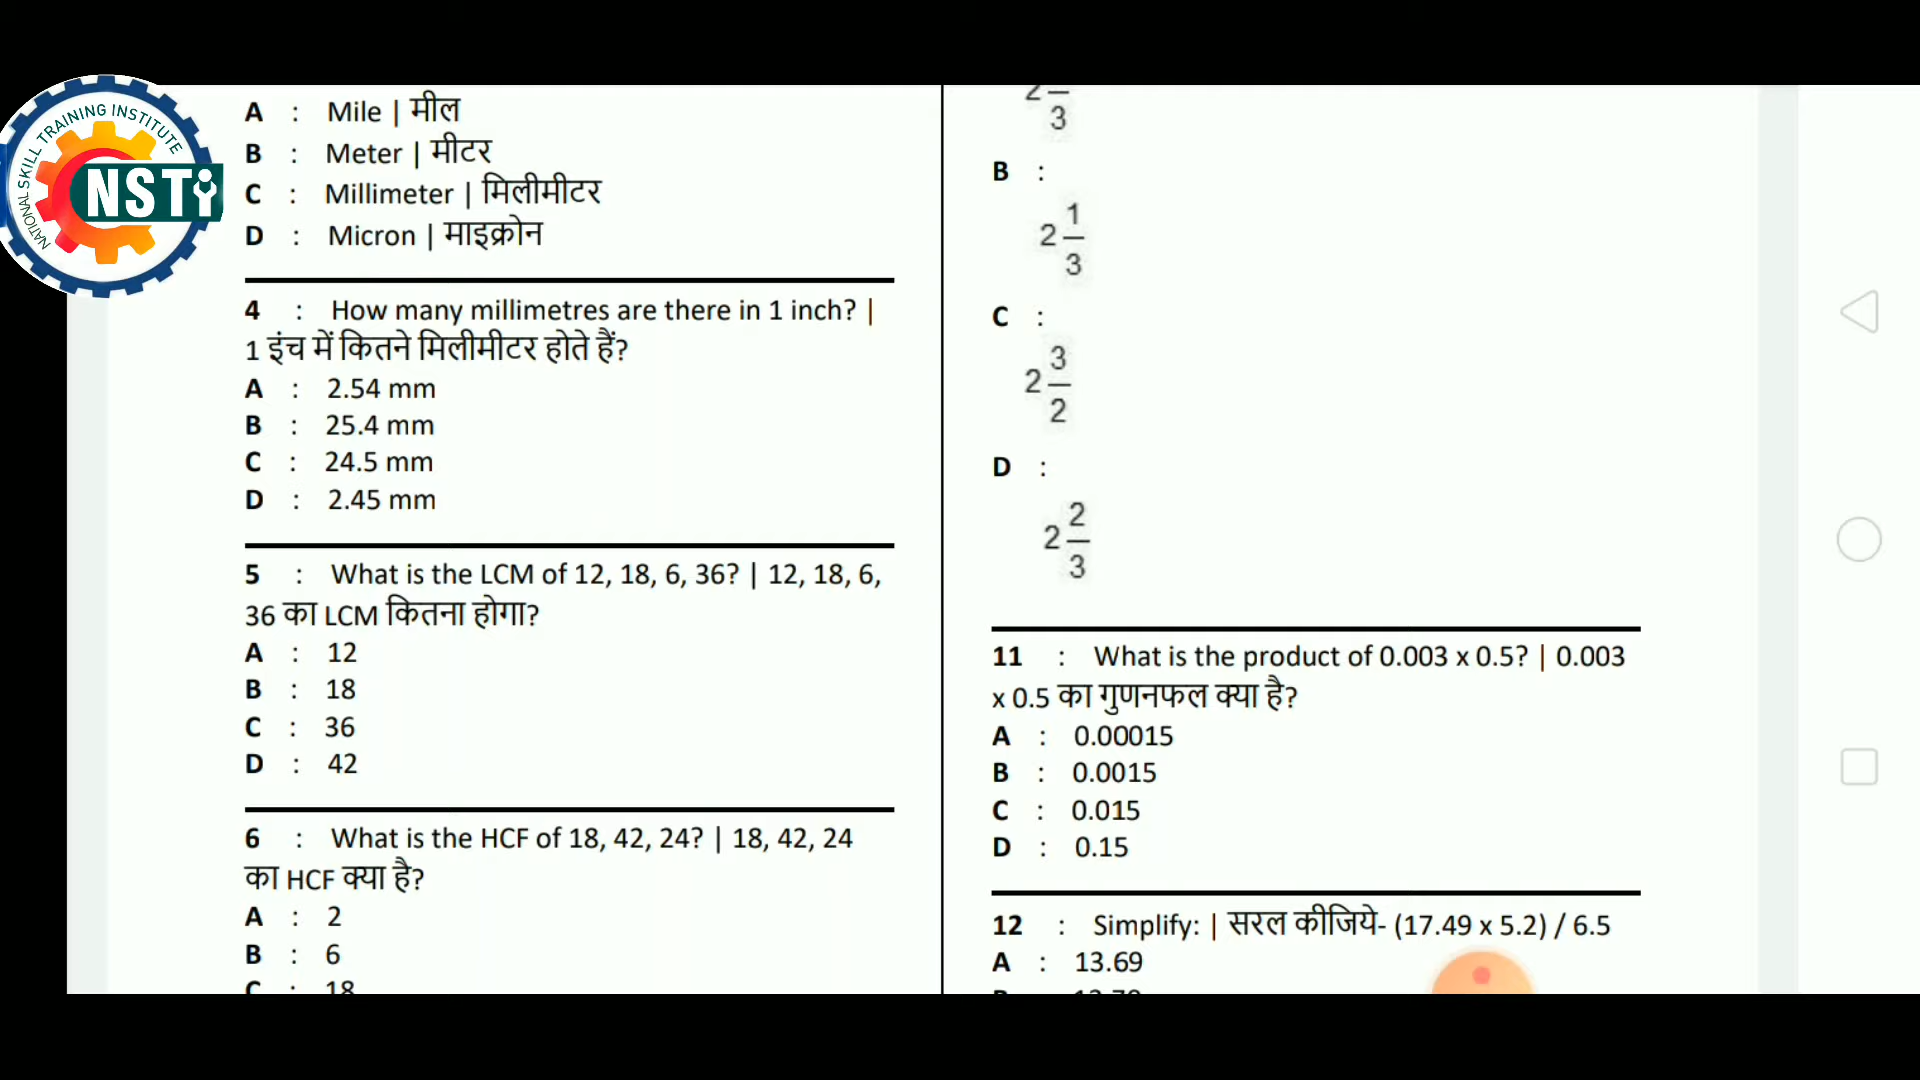 NATIONAL SKILL TRAINING INSTITUTE
NSTi
A : Mile | मील
B : Meter | मीटर
C : Millimeter | मिलीमीटर
D : Micron | माइक्रोन
4 : How many millimetres are there in 1 inch? |
1 इंच में कितने मिलीमीटर होते हैं?
A : 2.54 mm
B : 25.4 mm
C : 24.5 mm
D : 2.45 mm
5 : What is the LCM of 12, 18, 6, 36? | 12, 18, 6,
36 का LCM कितना होगा?
A : 12
B : 18
C : 36
D : 42
6 : What is the HCF of 18, 42, 24? | 18, 42, 24
का HCF क्या है?
A : 2
B : 6
C : 18
2
3
B :
2 1/3
C :
2 3/2
D :
2 2/3
11 : What is the product of 0.003 x 0.5? | 0.003
x 0.5 का गुणनफल क्या है?
A : 0.00015
B : 0.0015
C : 0.015
D : 0.15
12 : Simplify: | सरल कीजिये- (17.49 x 5.2) / 6.5
A : 13.69